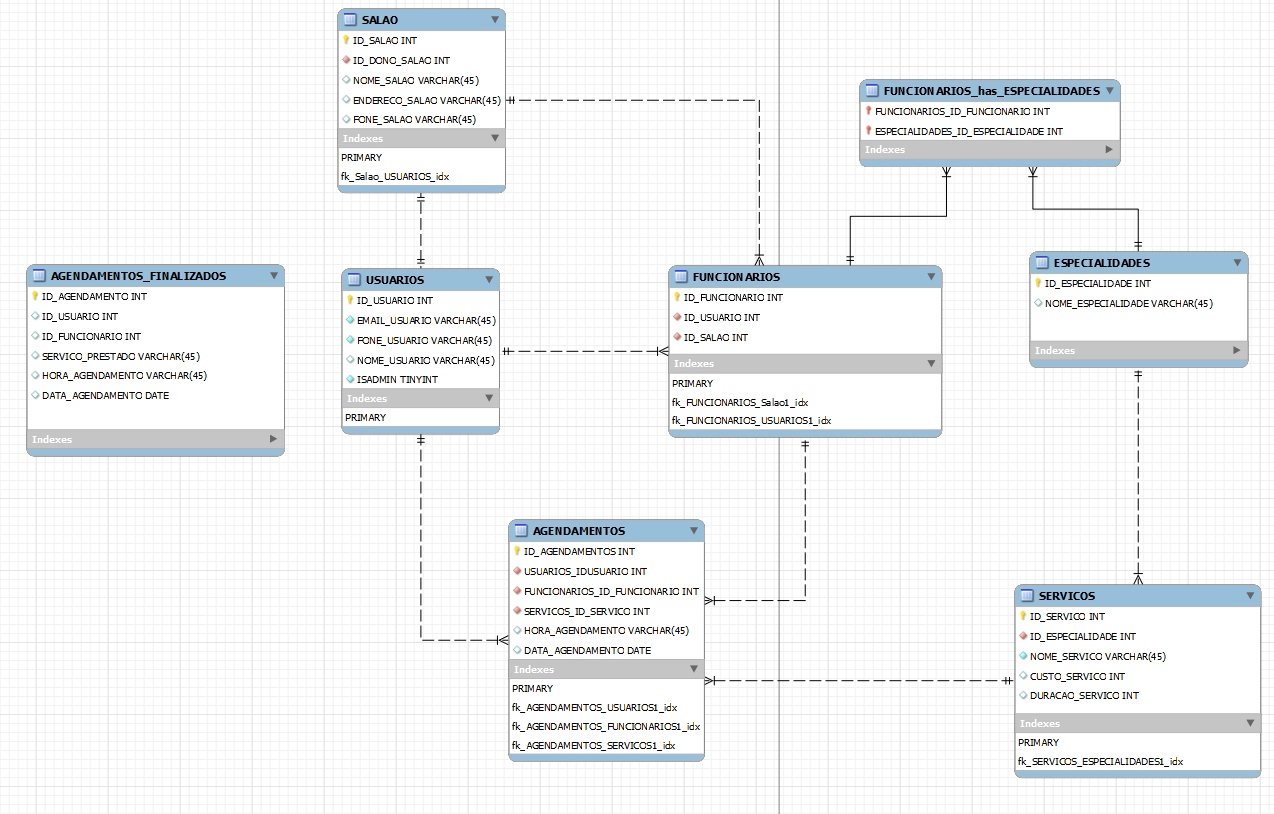 SALAO
ID_SALAO INT
ID_DONO_SALAO INT
NOME_SALAO VARCHAR(45)
ENDERECO_SALAO VARCHAR(45)
FONE_SALAO VARCHAR(45)
Indexes
PRIMARY
fk_Salao_USUARIOS_idx
FUNCIONARIOS_has_ESPECIALIDADES
FUNCIONARIOS_ID_FUNCIONARIO INT
ESPECIALIDADES_ID_ESPECIALIDADE INT
Indexes
AGENDAMENTOS_FINALIZADOS
ID_AGENDAMENTO INT
ID_USUARIO INT
ID_FUNCIONARIO INT
SERVICO_PRESTADO VARCHAR(45)
HORA_AGENDAMENTO VARCHAR(45)
DATA_AGENDAMENTO DATE
Indexes
USUARIOS
ID_USUARIO INT
EMAIL_USUARIO VARCHAR(45)
FONE_USUARIO VARCHAR(45)
NOME_USUARIO VARCHAR(45)
ISADMIN TINYINT
Indexes
PRIMARY
FUNCIONARIOS
ID_FUNCIONARIO INT
ID_USUARIO INT
ID_SALAO INT
Indexes
PRIMARY
fk_FUNCIONARIOS_Salao1_idx
fk_FUNCIONARIOS_USUARIOS1_idx
ESPECIALIDADES
ID_ESPECIALIDADE INT
NOME_ESPECIALIDADE VARCHAR(45)
Indexes
AGENDAMENTOS
ID_AGENDAMENTOS INT
USUARIOS_IDUSUARIO INT
FUNCIONARIOS_ID_FUNCIONARIO INT
SERVICOS_ID_SERVICO INT
HORA_AGENDAMENTO VARCHAR(45)
DATA_AGENDAMENTO DATE
Indexes
PRIMARY
fk_AGENDAMENTOS_USUARIOS1_idx
fk_AGENDAMENTOS_FUNCIONARIOS1_idx
fk_AGENDAMENTOS_SERVICOS1_idx
SERVICOS
ID_SERVICO INT
ID_ESPECIALIDADE INT
NOME_SERVICO VARCHAR(45)
CUSTO_SERVICO INT
DURACAO_SERVICO INT
Indexes
PRIMARY
fk_SERVICOS_ESPECIALIDADES1_idx